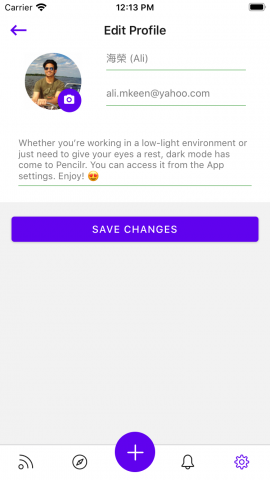 Carrier 12:13 PM
Edit Profile
海榮 (Ali)
ali.mkeen@yahoo.com
Whether you're working in a low-light environment or
just need to give your eyes a rest, dark mode has
come to Pencilr. You can access it from the App
settings. Enjoy! 😍
SAVE CHANGES